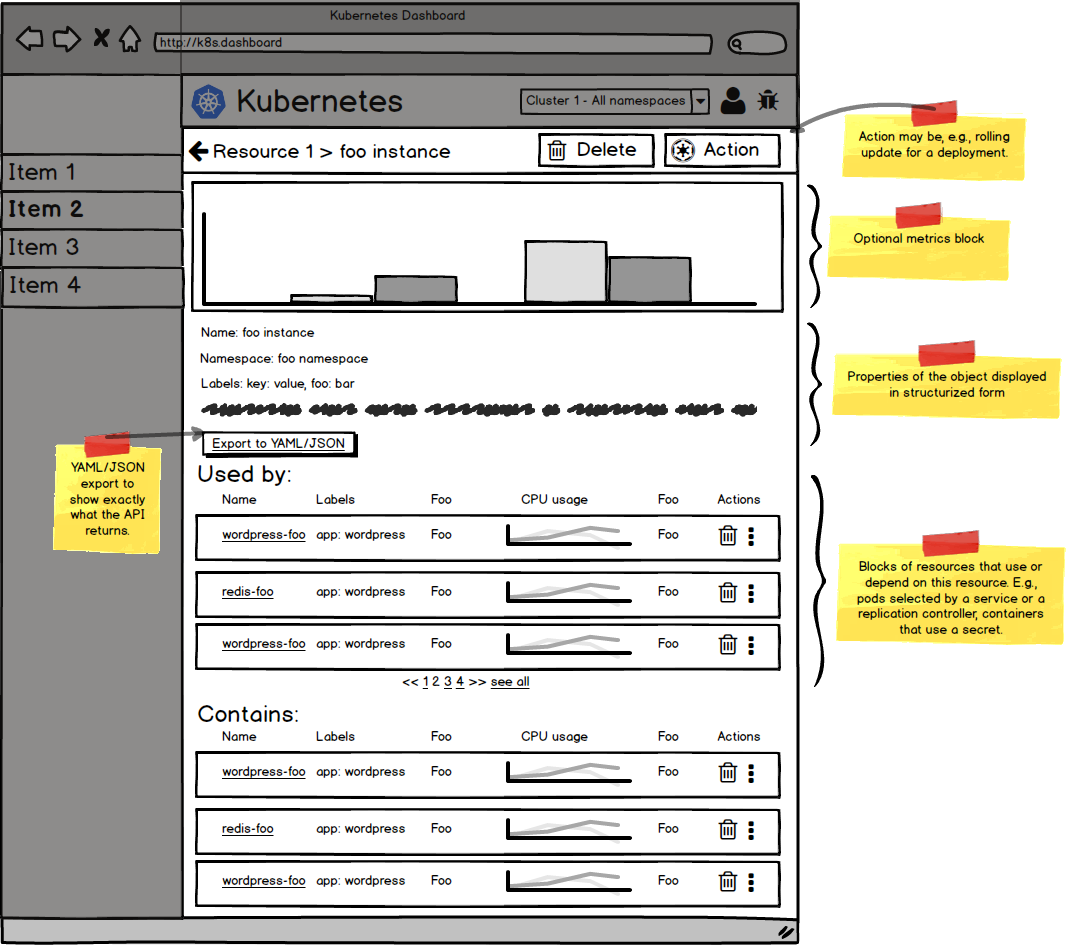 Kubernetes Dashboard
http://k8s.dashboard
Kubernetes
Cluster 1 - All namespaces
Resource 1 > foo instance
Delete
Action
Action may be, e.g., rolling
update for a deployment.
Item 1
Item 2
Item 3
Item 4
Optional metrics block
Name: foo instance
Namespace: foo namespace
Labels: key: value, foo: bar
Properties of the object displayed
in structurized form
Export to YAML/JSON
YAML/JSON
export to
show exactly
what the API
returns.
Used by:
Name Labels Foo CPU usage Foo Actions
wordpress-foo app: wordpress Foo Foo
redis-foo app: wordpress Foo Foo
wordpress-foo app: wordpress Foo Foo
<< 1 2 3 4 >> see all
Blocks of resources that use or
depend on this resource. E.g.,
pods selected by a service or a
replication controller, containers
that use a secret.
Contains:
Name Labels Foo CPU usage Foo Actions
wordpress-foo app: wordpress Foo Foo
redis-foo app: wordpress Foo Foo
wordpress-foo app: wordpress Foo Foo